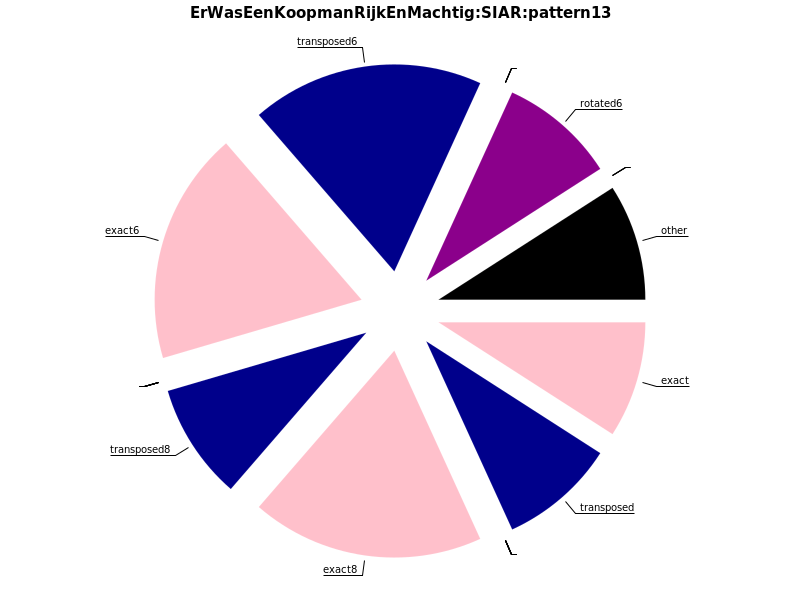 ErWasEenKoopmanRijkEnMachtig:SIAR:pattern13
transposed6
rotated6
exact6
other
exact
transposed8
transposed
exact8